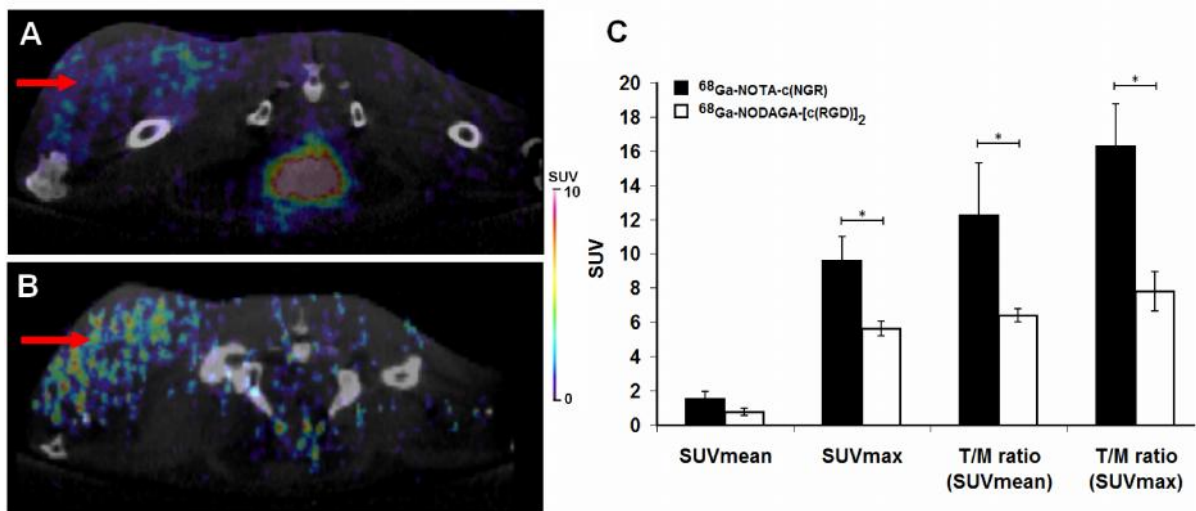 A
B
SUV
10
0
C
⁶⁸Ga-NOTA-c(NGR)
⁶⁸Ga-NODAGA-[c(RGD)]₂
20
18
16
14
12
10
8
6
4
2
0
SUV
*
*
*
SUVmean
SUVmax
T/M ratio
(SUVmean)
T/M ratio
(SUVmax)